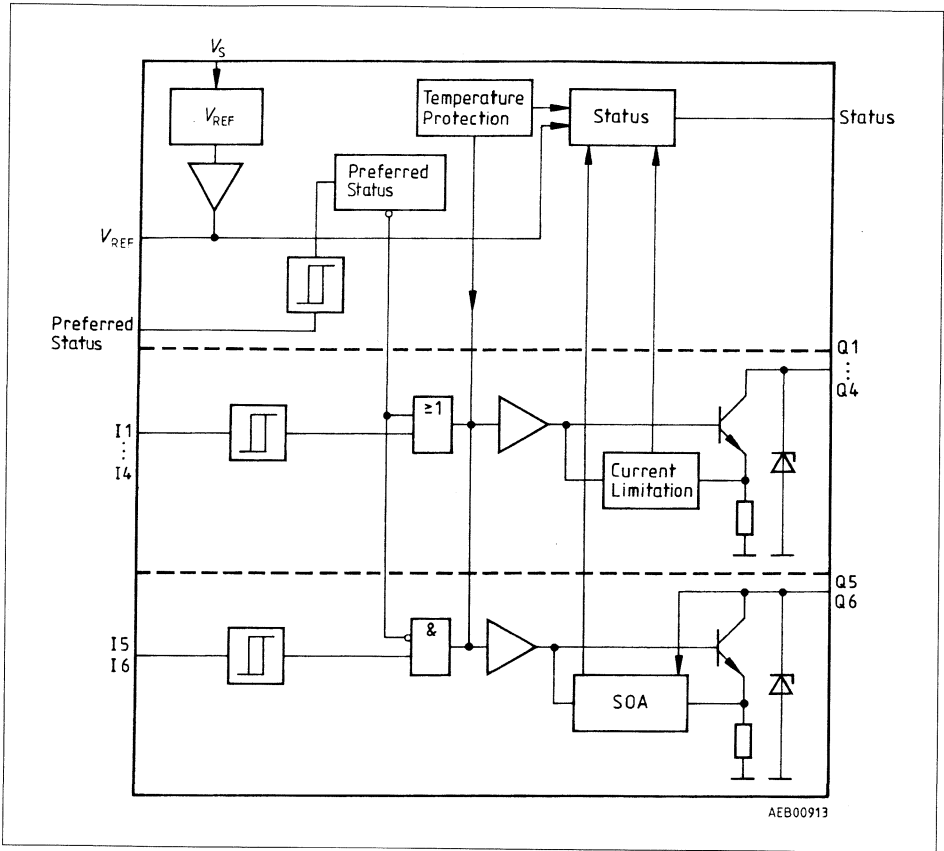 V_S
V_REF
Temperature
Protection
Status
Status
Preferred
Status
V_REF
Preferred
Status
Q1
⋮
Q4
≥1
I1
⋮
I4
Current
Limitation
Q5
Q6
&
I5
I6
SOA
AEB00913